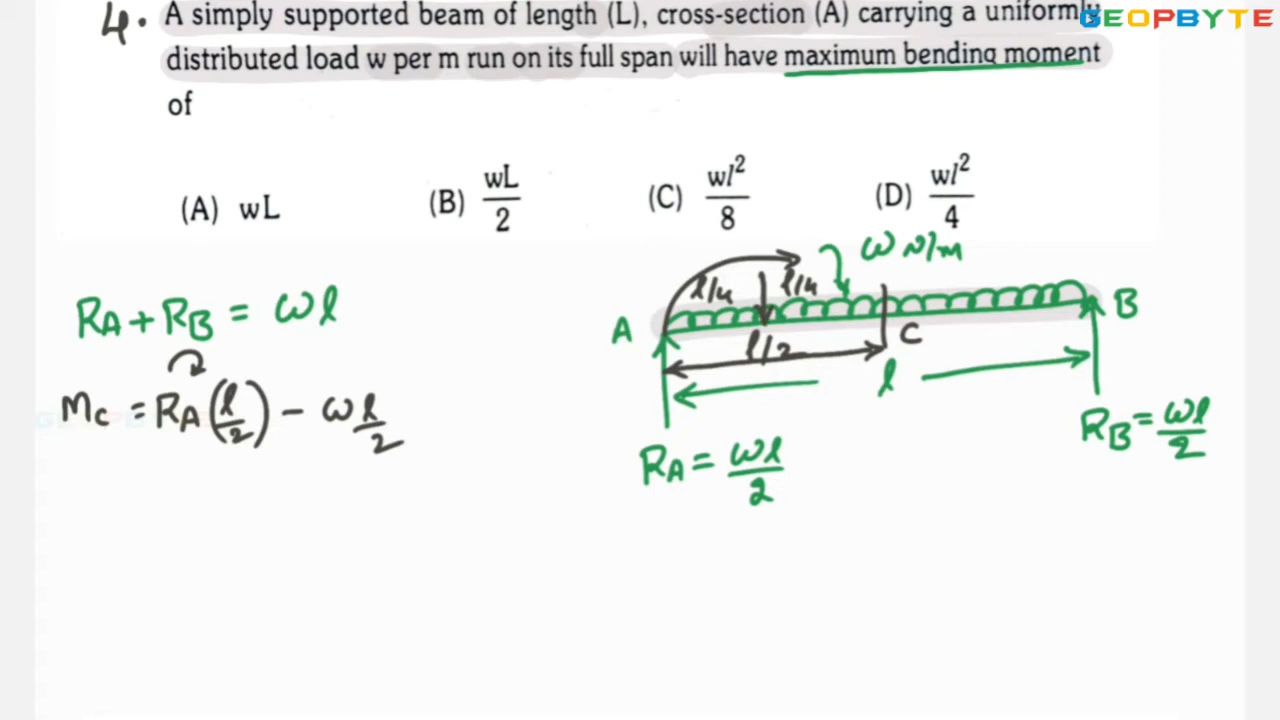 GEOPBYTE
4. A simply supported beam of length (L), cross-section (A) carrying a uniformly
distributed load w per m run on its full span will have maximum bending moment
of
(A) wL (B) wL/2 (C) wl²/8 (D) wl²/4
ω N/m
l/4 l/4
RA + RB = ωl
A B
l/2 C
l
Mc = RA(l/2) - ωl/2
RB = ωl/2
RA = ωl/2